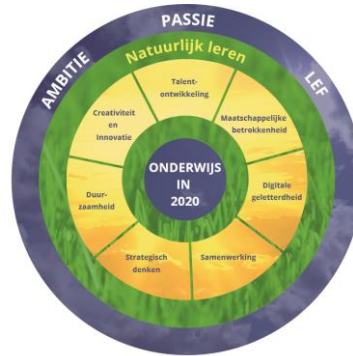 PASSIE
AMBITIE
LEF
Natuurlijk leren
Talent-
ontwikkeling
Maatschappelijke
betrokkenheid
Digitale
geletterdheid
Samenwerking
Strategisch
denken
Duur-
zaamheid
Creativiteit
en
Innovatie
ONDERWIJS
IN
2020